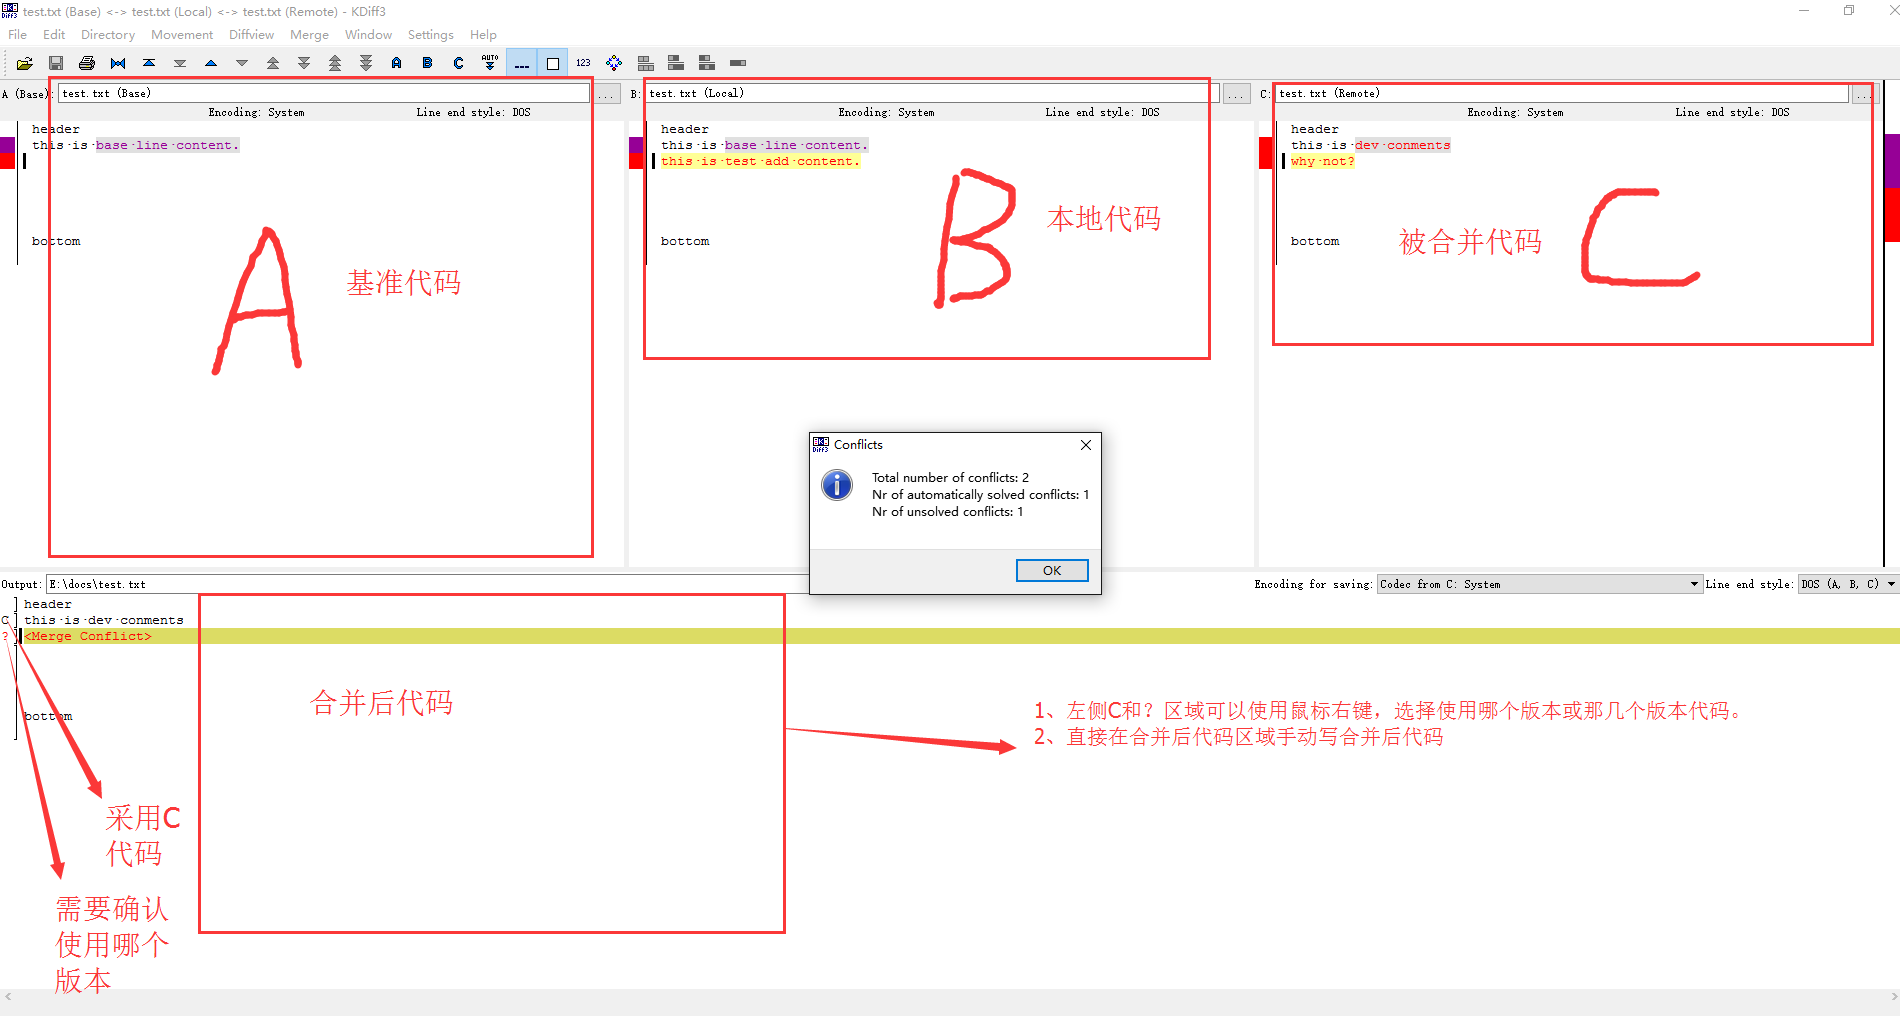 test.txt (Base) <-> test.txt (Local) <-> test.txt (Remote) - KDiff3
File Edit Directory Movement Diffview Merge Window Settings Help
A B C AUTO 123
A (Base): test.txt (Base) ...
Encoding: System Line end style: DOS
header
this is base line content.
bottom
A
基准代码
B: test.txt (Local) ...
Encoding: System Line end style: DOS
header
this is base line content.
this is test add content.
bottom
B
本地代码
C: test.txt (Remote) ...
Encoding: System Line end style: DOS
header
this is dev conments
why not?
bottom
C
被合并代码
Conflicts
Total number of conflicts: 2
Nr of automatically solved conflicts: 1
Nr of unsolved conflicts: 1
OK
Output: E:\docs\test.txt
Encoding for saving: Codec from C: System Line end style: DOS (A, B, C)
header
C this is dev conments
? <Merge Conflict>
bottom
合并后代码
1、左侧C和？区域可以使用鼠标右键，选择使用哪个版本或那几个版本代码。
2、直接在合并后代码区域手动写合并后代码
采用C
代码
需要确认
使用哪个
版本